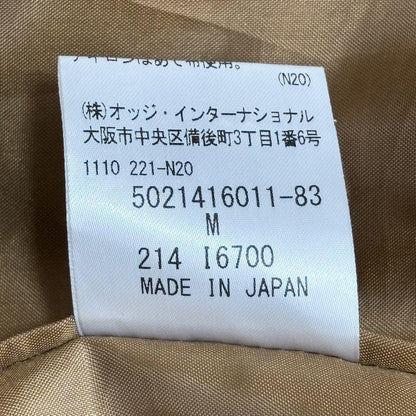 アイロンはあて布使用。
(N20)
(株)オッジ・インターナショナル
大阪市中央区備後町3丁目1番6号
1110 221-N20
5021416011-83
M
214 I6700
MADE IN JAPAN